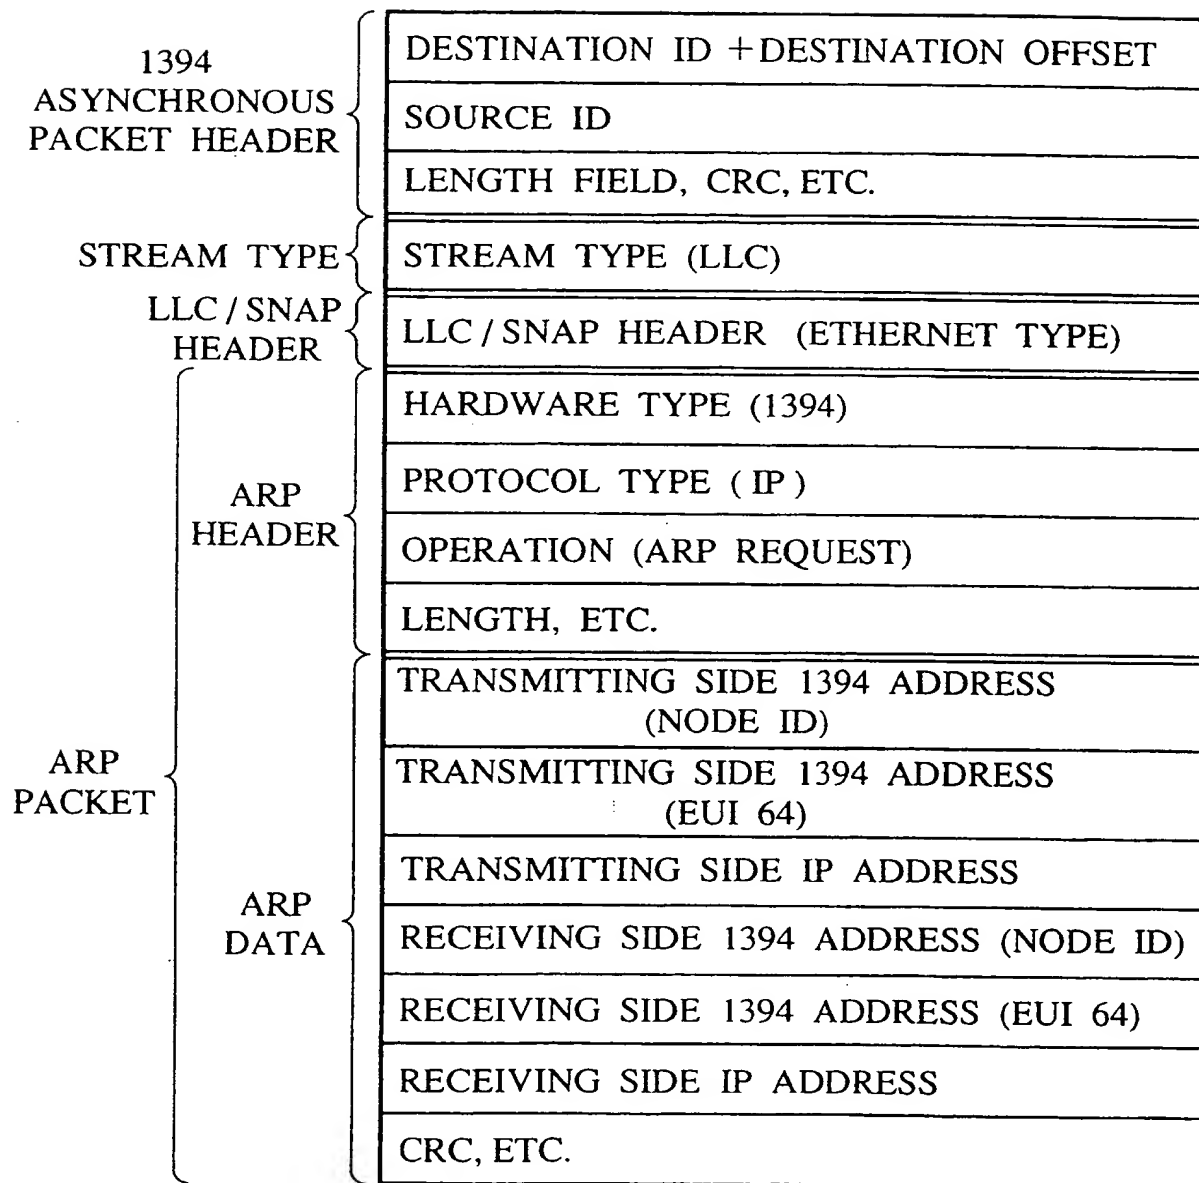 1394
ASYNCHRONOUS
PACKET HEADER
DESTINATION ID +DESTINATION OFFSET
SOURCE ID
LENGTH FIELD, CRC, ETC.
STREAM TYPE
STREAM TYPE (LLC)
LLC / SNAP
HEADER
LLC / SNAP HEADER (ETHERNET TYPE)
ARP
PACKET
ARP
HEADER
HARDWARE TYPE (1394)
PROTOCOL TYPE ( IP )
OPERATION (ARP REQUEST)
LENGTH, ETC.
ARP
DATA
TRANSMITTING SIDE 1394 ADDRESS
(NODE ID)
TRANSMITTING SIDE 1394 ADDRESS
(EUI 64)
TRANSMITTING SIDE IP ADDRESS
RECEIVING SIDE 1394 ADDRESS (NODE ID)
RECEIVING SIDE 1394 ADDRESS (EUI 64)
RECEIVING SIDE IP ADDRESS
CRC, ETC.